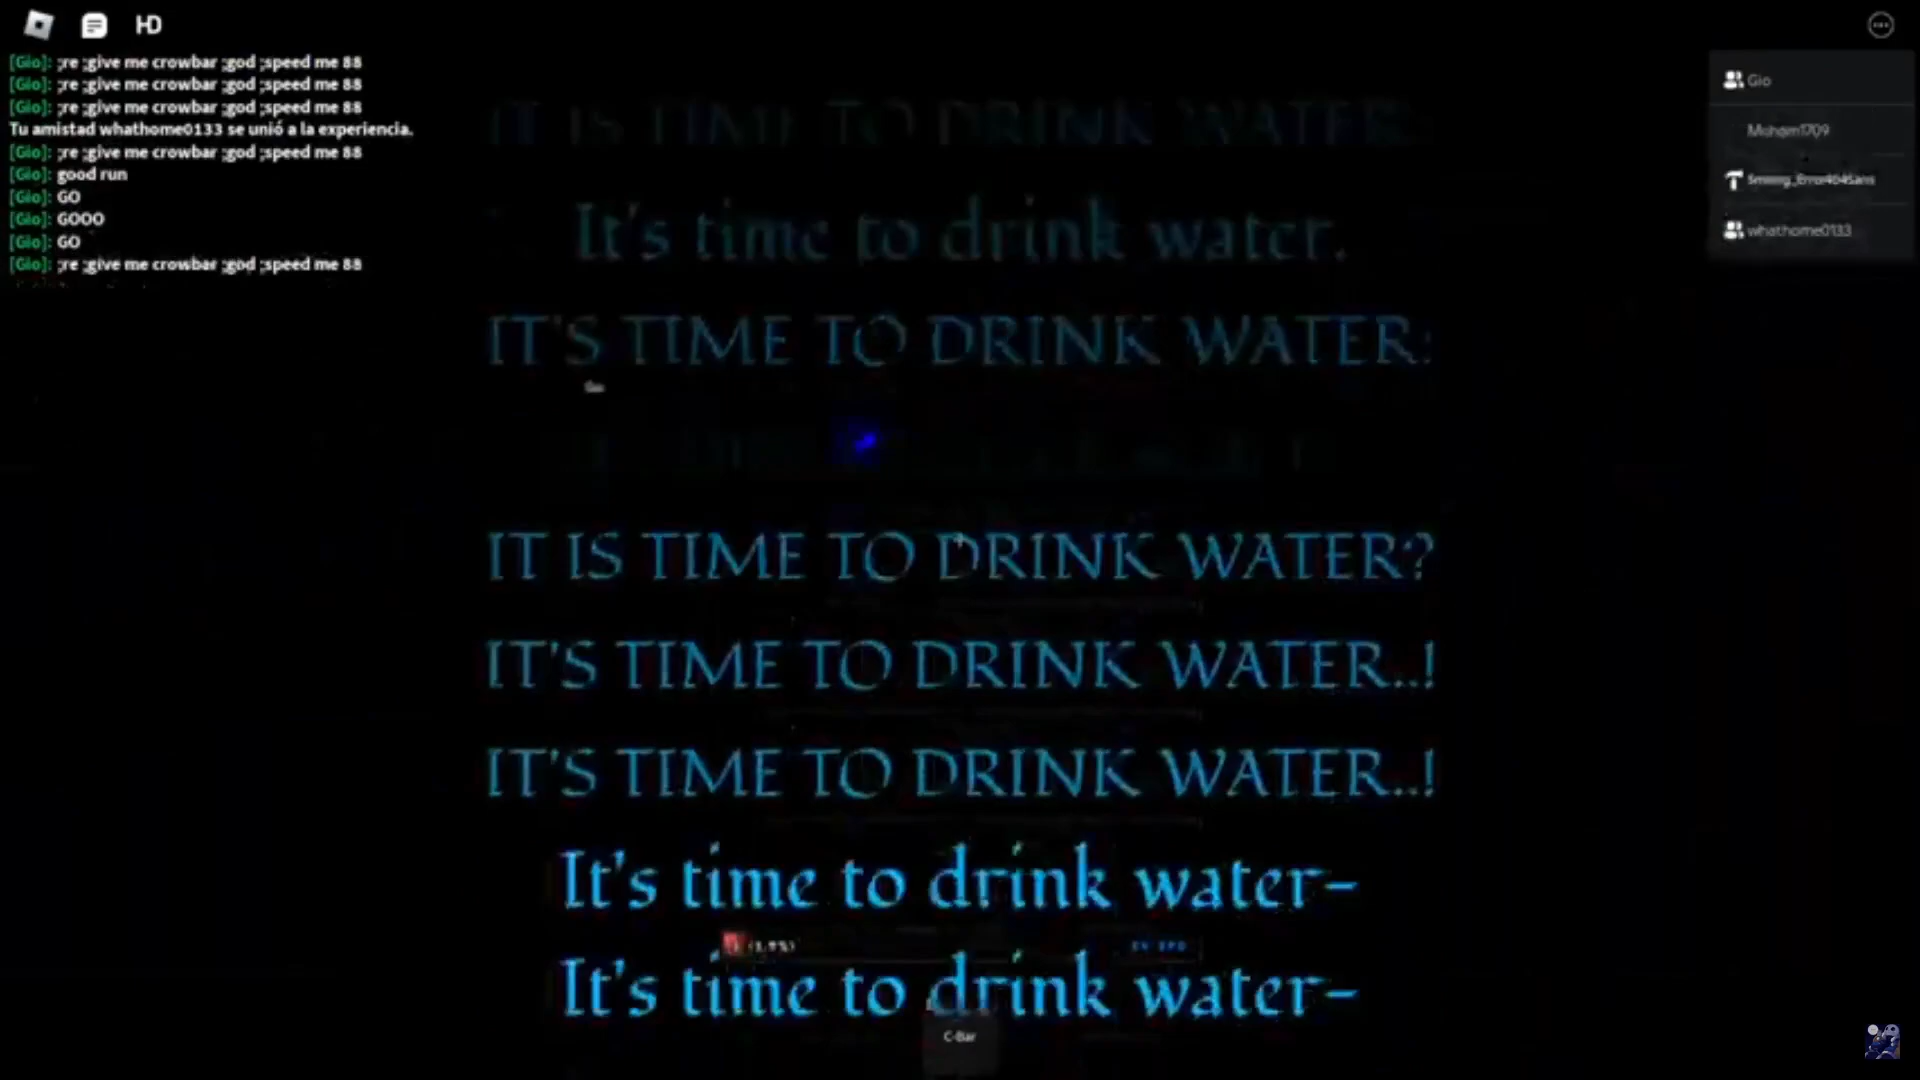 HD
[Gio]: ;re ;give me crowbar ;god ;speed me 88
[Gio]: ;re ;give me crowbar ;god ;speed me 88
[Gio]: ;re ;give me crowbar ;god ;speed me 88
Tu amistad whathome0133 se unió a la experiencia.
[Gio]: ;re ;give me crowbar ;god ;speed me 88
[Gio]: good run
[Gio]: GO
[Gio]: GOOO
[Gio]: GO
[Gio]: ;re ;give me crowbar ;god ;speed me 88
Gio
whathome0133
IT IS TIME TO DRINK WATER:
It's time to drink water.
IT'S TIME TO DRINK WATER:
IT IS TIME TO DRINK WATER?
IT'S TIME TO DRINK WATER..!
IT'S TIME TO DRINK WATER..!
It's time to drink water–
It's time to drink water–
C-Bar